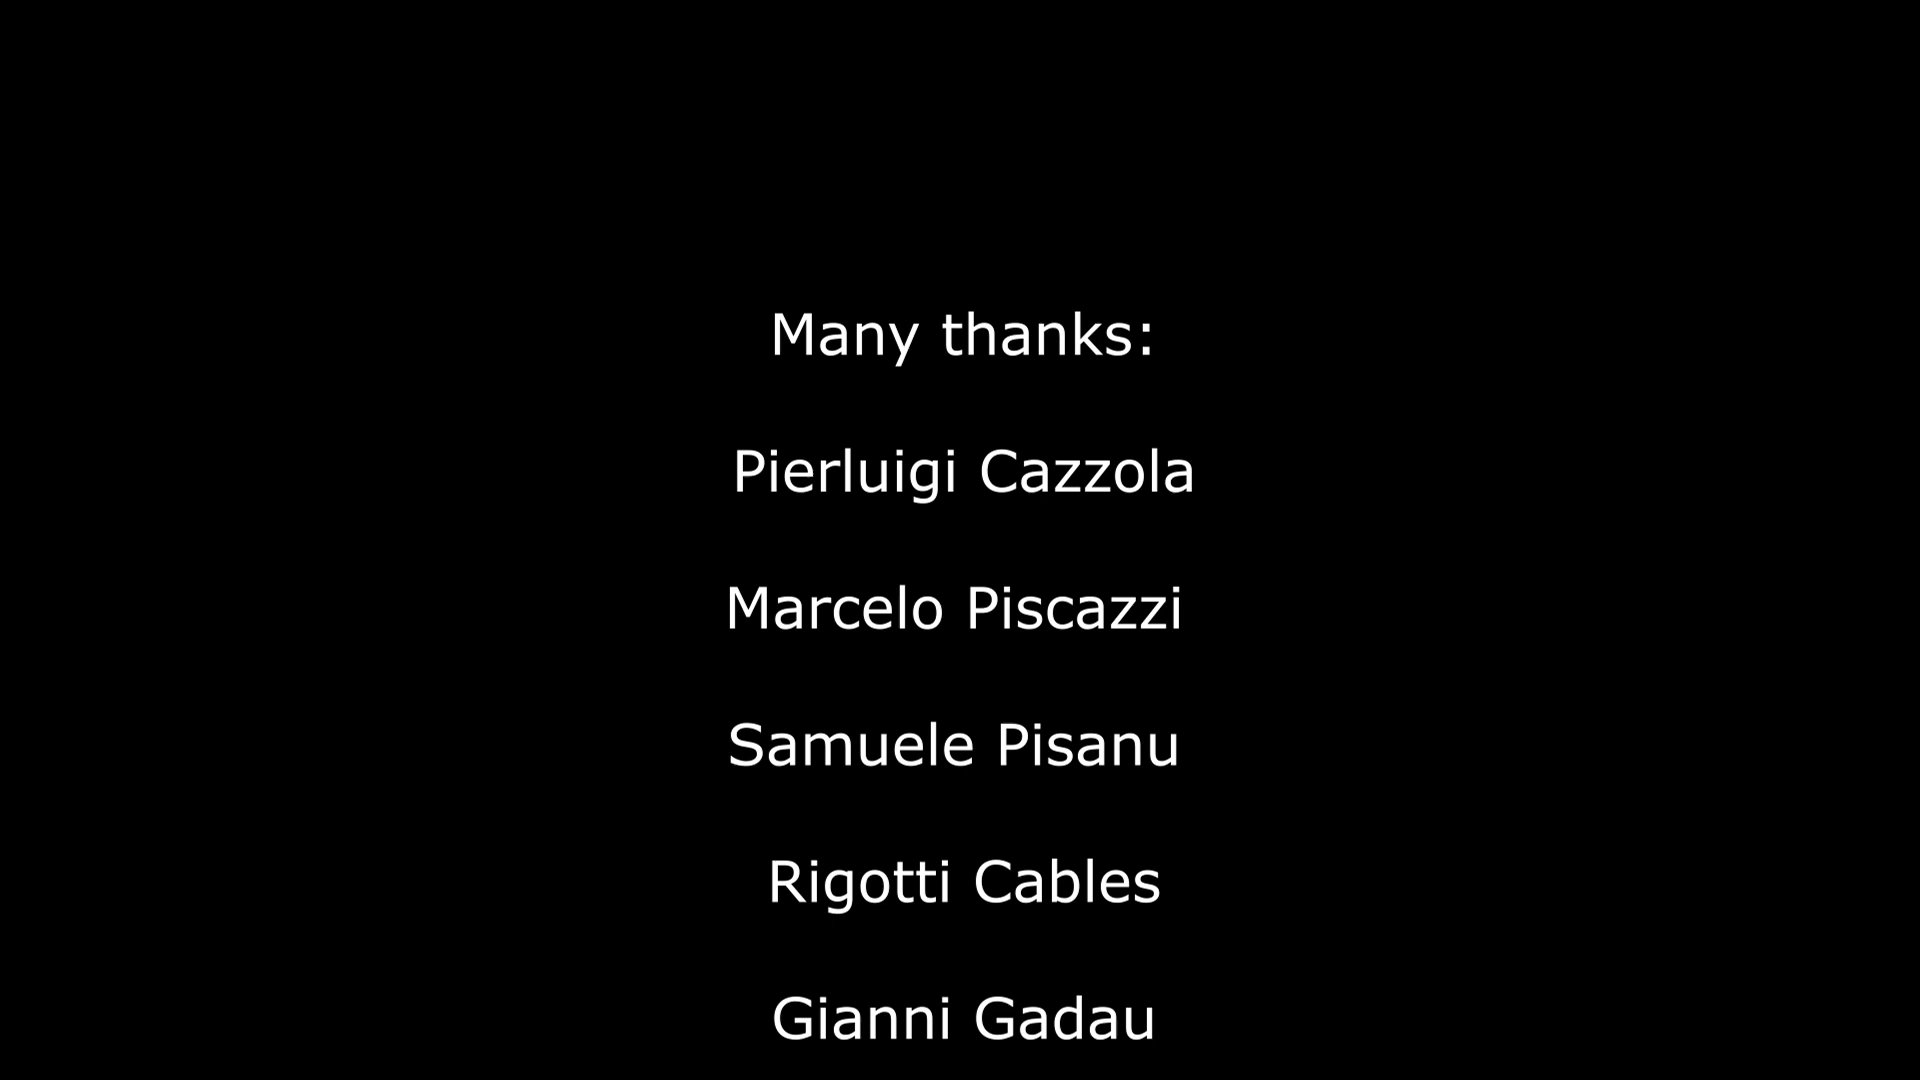 Many thanks:
Pierluigi Cazzola
Marcelo Piscazzi
Samuele Pisanu
Rigotti Cables
Gianni Gadau